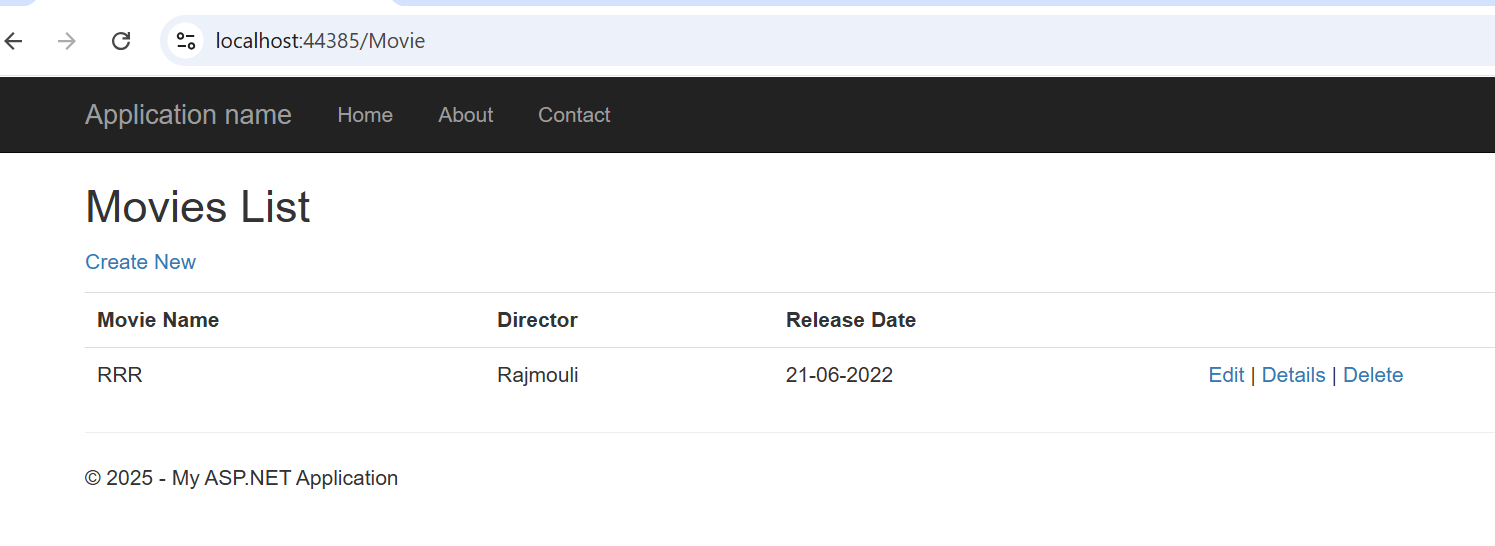 localhost:44385/Movie
Application name Home About Contact
Movies List
Create New
Movie Name Director Release Date
RRR Rajmouli 21-06-2022 Edit | Details | Delete
© 2025 - My ASP.NET Application